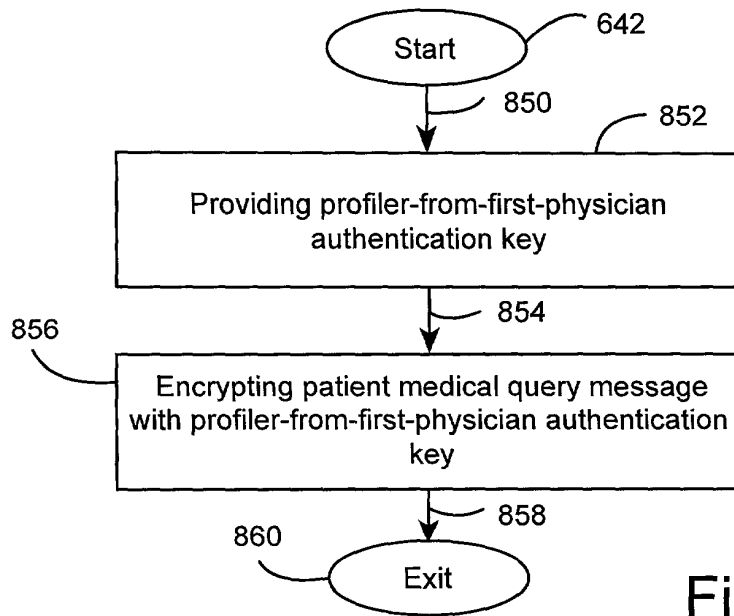 Start
642
850
852
Providing profiler-from-first-physician
authentication key
854
856
Encrypting patient medical query message
with profiler-from-first-physician authentication
key
858
860
Exit
Fi